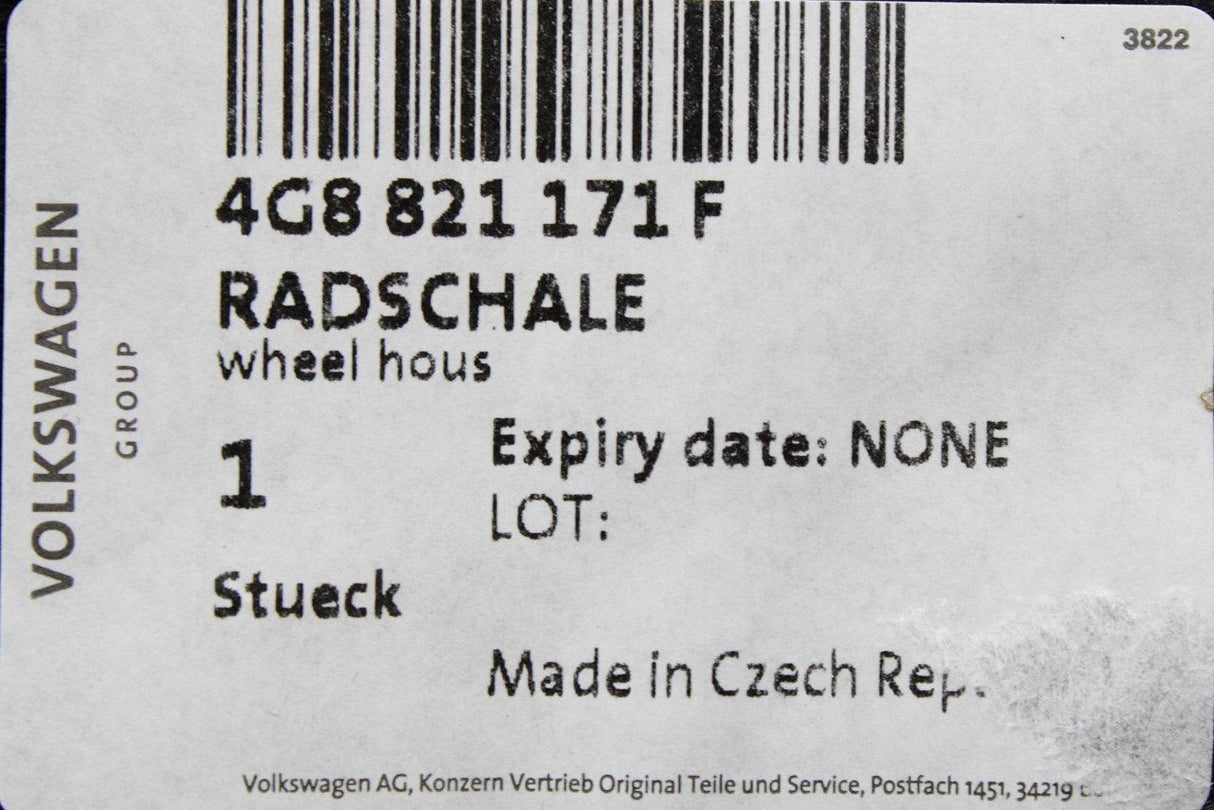 3822
4G8 821 171 F
RADSCHALE
wheel hous
1
Expiry date: NONE
LOT:
Stueck
Made in Czech
Volkswagen AG, Konzern Vertrieb Original Teile und Service, Postfach 1451, 34219
VOLKSWAGEN
GROUP